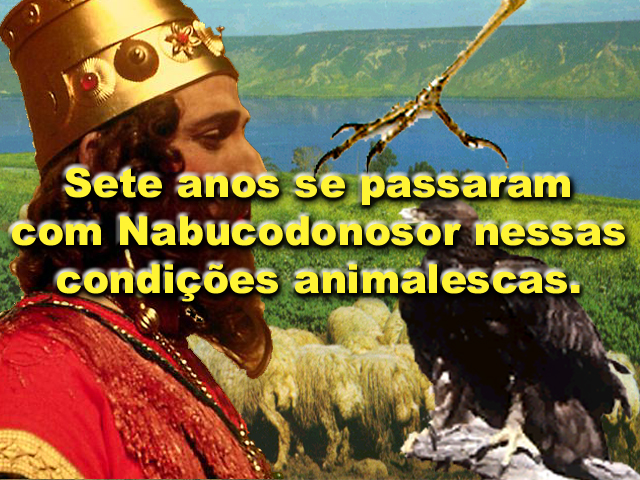 Sete anos se passaram
com Nabucodonosor nessas
condições animalescas.